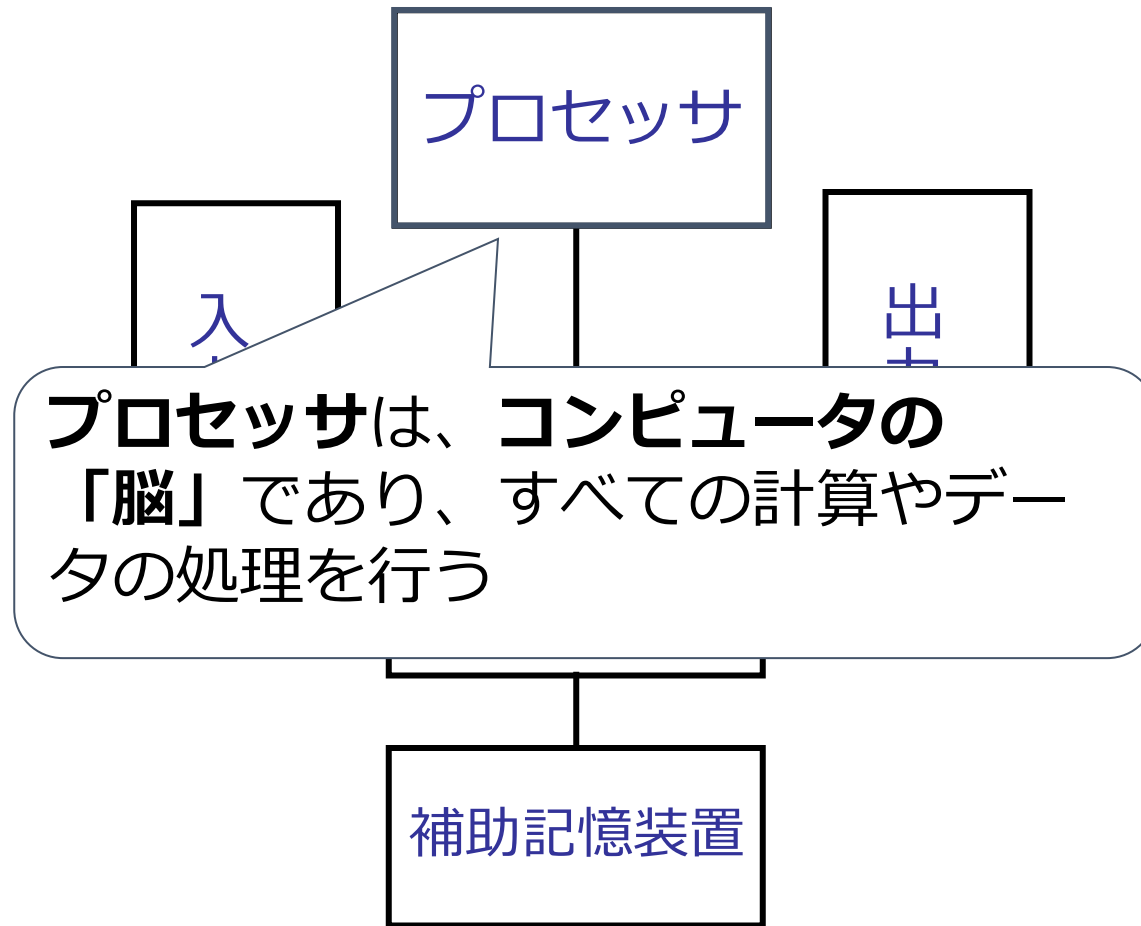 プロセッサ
入
出
プロセッサは、コンピュータの
「脳」であり、すべての計算やデー
タの処理を行う
補助記憶装置